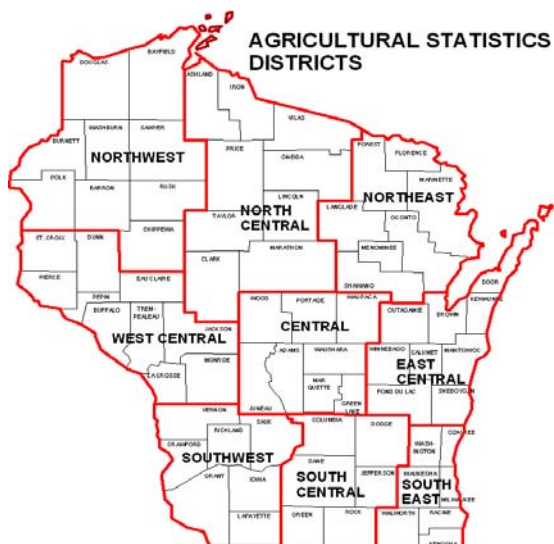 AGRICULTURAL STATISTICS
DISTRICTS
BAYFIELD
DOUGLAS
ASHLAND
IRON
VILAS
WASHBURN
SAWYER
BURNETT
PRICE
FOREST
FLORENCE
NORTHWEST
ONEIDA
MARINETTE
POLK
BARRON
RUSK
LINCOLN
NORTHEAST
TAYLOR
NORTH
CENTRAL
LANGLADE
OCONTO
CHIPPEWA
ST. CROIX
DUNN
MARATHON
MENOMINEE
CLARK
PIERCE
EAU CLAIRE
SHAWANO
DOOR
PEPIN
WOOD
PORTAGE
WAUPACA
KEWAUNEE
BUFFALO
TREM-
PEALEAU
OUTAGAMIE
BROWN
JACKSON
CENTRAL
WEST CENTRAL
ADAMS
WAUSHARA
WINNEBAGO
CALUMET
MANITOWOC
MONROE
EAST
CENTRAL
LACROSSE
MAR
QUETTE
FOND DU LAC
SHEBOYGAN
GREEN
LAKE
VERNON
JUNEAU
SAUK
COLUMBIA
DODGE
RICHLAND
OZAUKEE
CRAWFORD
WASH-
INGTON
SOUTHWEST
DANE
JEFFERSON
WAUKESHA
GRANT
IOWA
SOUTH
CENTRAL
SOUTH
EAST
MILWAUKEE
LAFAYETTE
GREEN
ROCK
WALWORTH
RACINE
KENOSHA